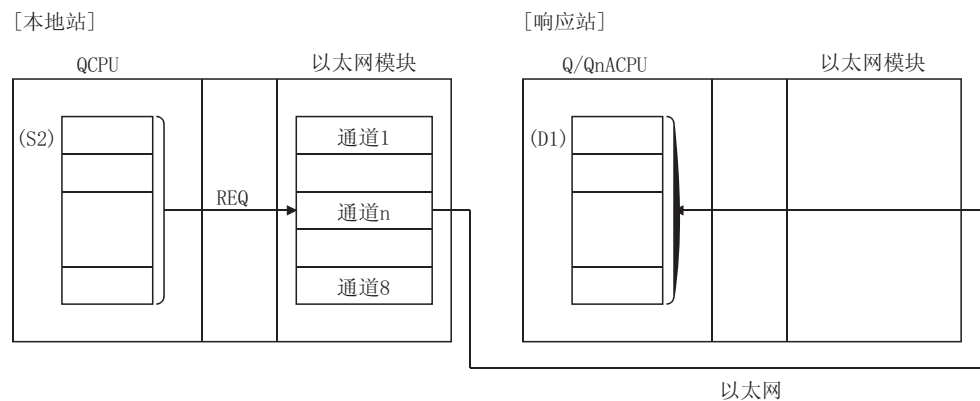 [本地站]
[响应站]
QCPU
以太网模块
Q/QnACPU
以太网模块
(S2)
通道1
(D1)
REQ
通道n
通道8
以太网